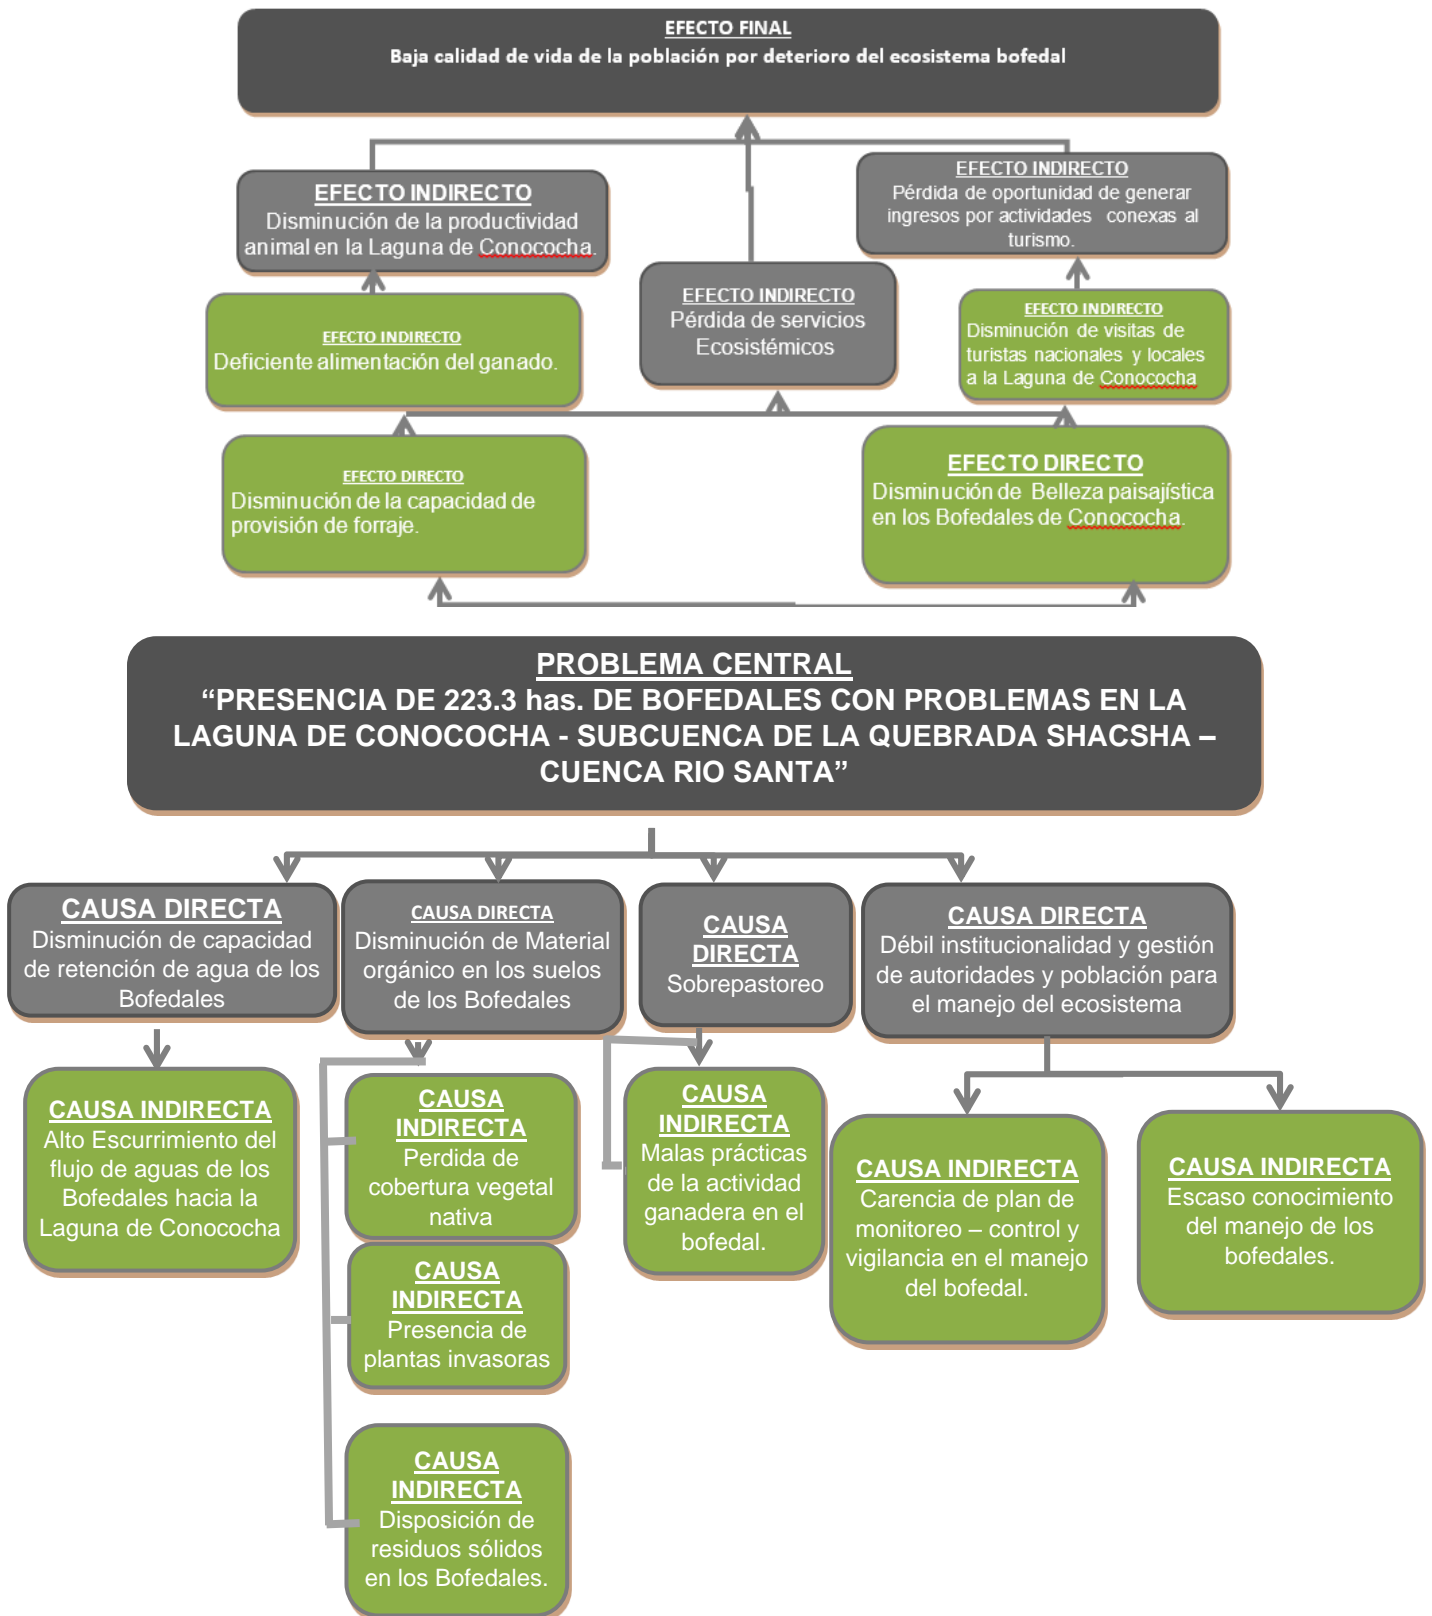 EFECTO FINAL
Baja calidad de vida de la población por deterioro del ecosistema bofedal
EFECTO INDIRECTO
Disminución de la productividad
animal en la Laguna de Conococha.
EFECTO INDIRECTO
Pérdida de oportunidad de generar
ingresos por actividades conexas al
turismo.
EFECTO INDIRECTO
Deficiente alimentación del ganado.
EFECTO INDIRECTO
Pérdida de servicios
Ecosistémicos
EFECTO INDIRECTO
Disminución de visitas de
turistas nacionales y locales
a la Laguna de Conococha
EFECTO DIRECTO
Disminución de la capacidad de
provisión de forraje.
EFECTO DIRECTO
Disminución de Belleza paisajística
en los Bofedales de Conococha.
PROBLEMA CENTRAL
“PRESENCIA DE 223.3 has. DE BOFEDALES CON PROBLEMAS EN LA
LAGUNA DE CONOCOCHA - SUBCUENCA DE LA QUEBRADA SHACSHA –
CUENCA RIO SANTA”
CAUSA DIRECTA
Disminución de capacidad
de retención de agua de los
Bofedales
CAUSA DIRECTA
Disminución de Material
orgánico en los suelos
de los Bofedales
CAUSA
DIRECTA
Sobrepastoreo
CAUSA DIRECTA
Débil institucionalidad y gestión
de autoridades y población para
el manejo del ecosistema
CAUSA INDIRECTA
Alto Escurrimiento del
flujo de aguas de los
Bofedales hacia la
Laguna de Conococha
CAUSA
INDIRECTA
Perdida de
cobertura vegetal
nativa
CAUSA
INDIRECTA
Presencia de
plantas invasoras
CAUSA
INDIRECTA
Disposición de
residuos sólidos
en los Bofedales.
CAUSA
INDIRECTA
Malas prácticas
de la actividad
ganadera en el
bofedal.
CAUSA INDIRECTA
Carencia de plan de
monitoreo – control y
vigilancia en el manejo
del bofedal.
CAUSA INDIRECTA
Escaso conocimiento
del manejo de los
bofedales.